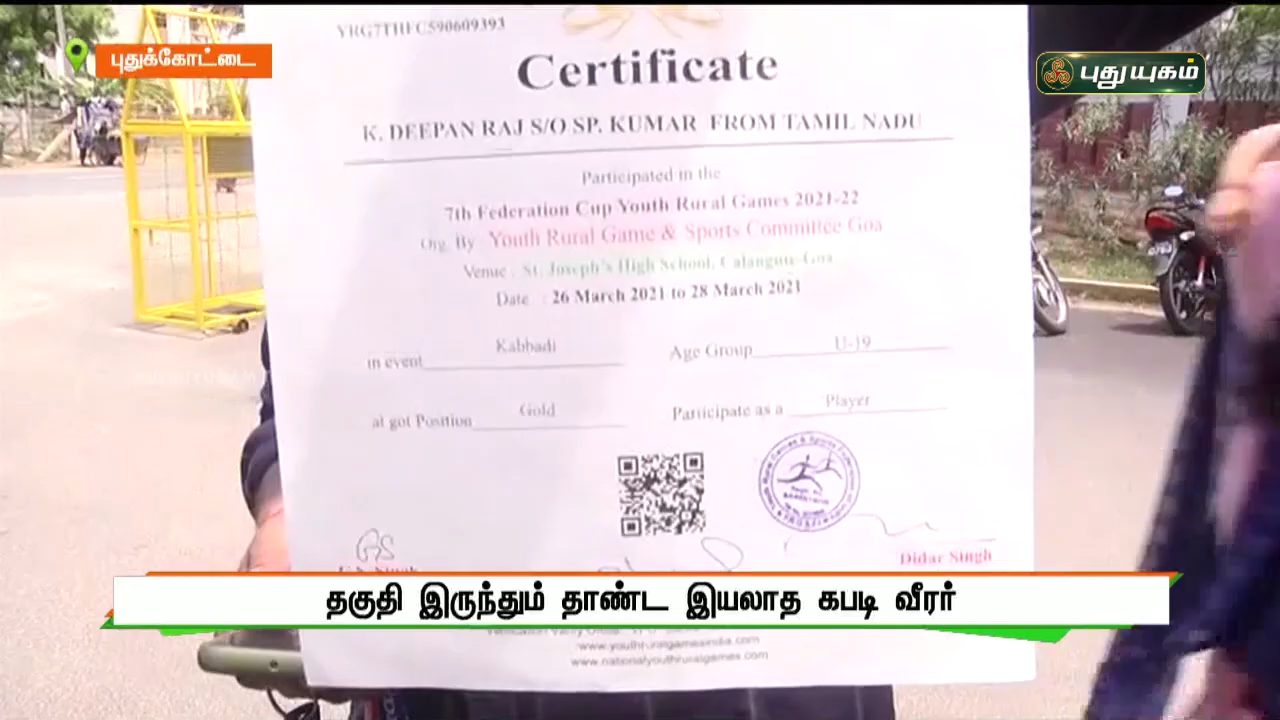 YRG7THFCS90609393
புதுக்கோட்டை
புதுயுகம்
Certificate
K. DEEPAN RAJ S/O SP. KUMAR FROM TAMIL NADU
Participated in the
7th Federation Cup Youth Rural Games 2021-22
Org. By Youth Rural Game & Sports Committee Goa
Venue : St. Joseph's High School, Calangute-Goa
Date : 26 March 2021 to 28 March 2021
in event Kabbadi Age Group U-19
at got Position Gold Participate as a Player
Didar Singh
தகுதி இருந்தும் தாண்ட இயலாத கபடி வீரர்
www.youthruralgamesindia.com
www.nationalyouthruralgames.com